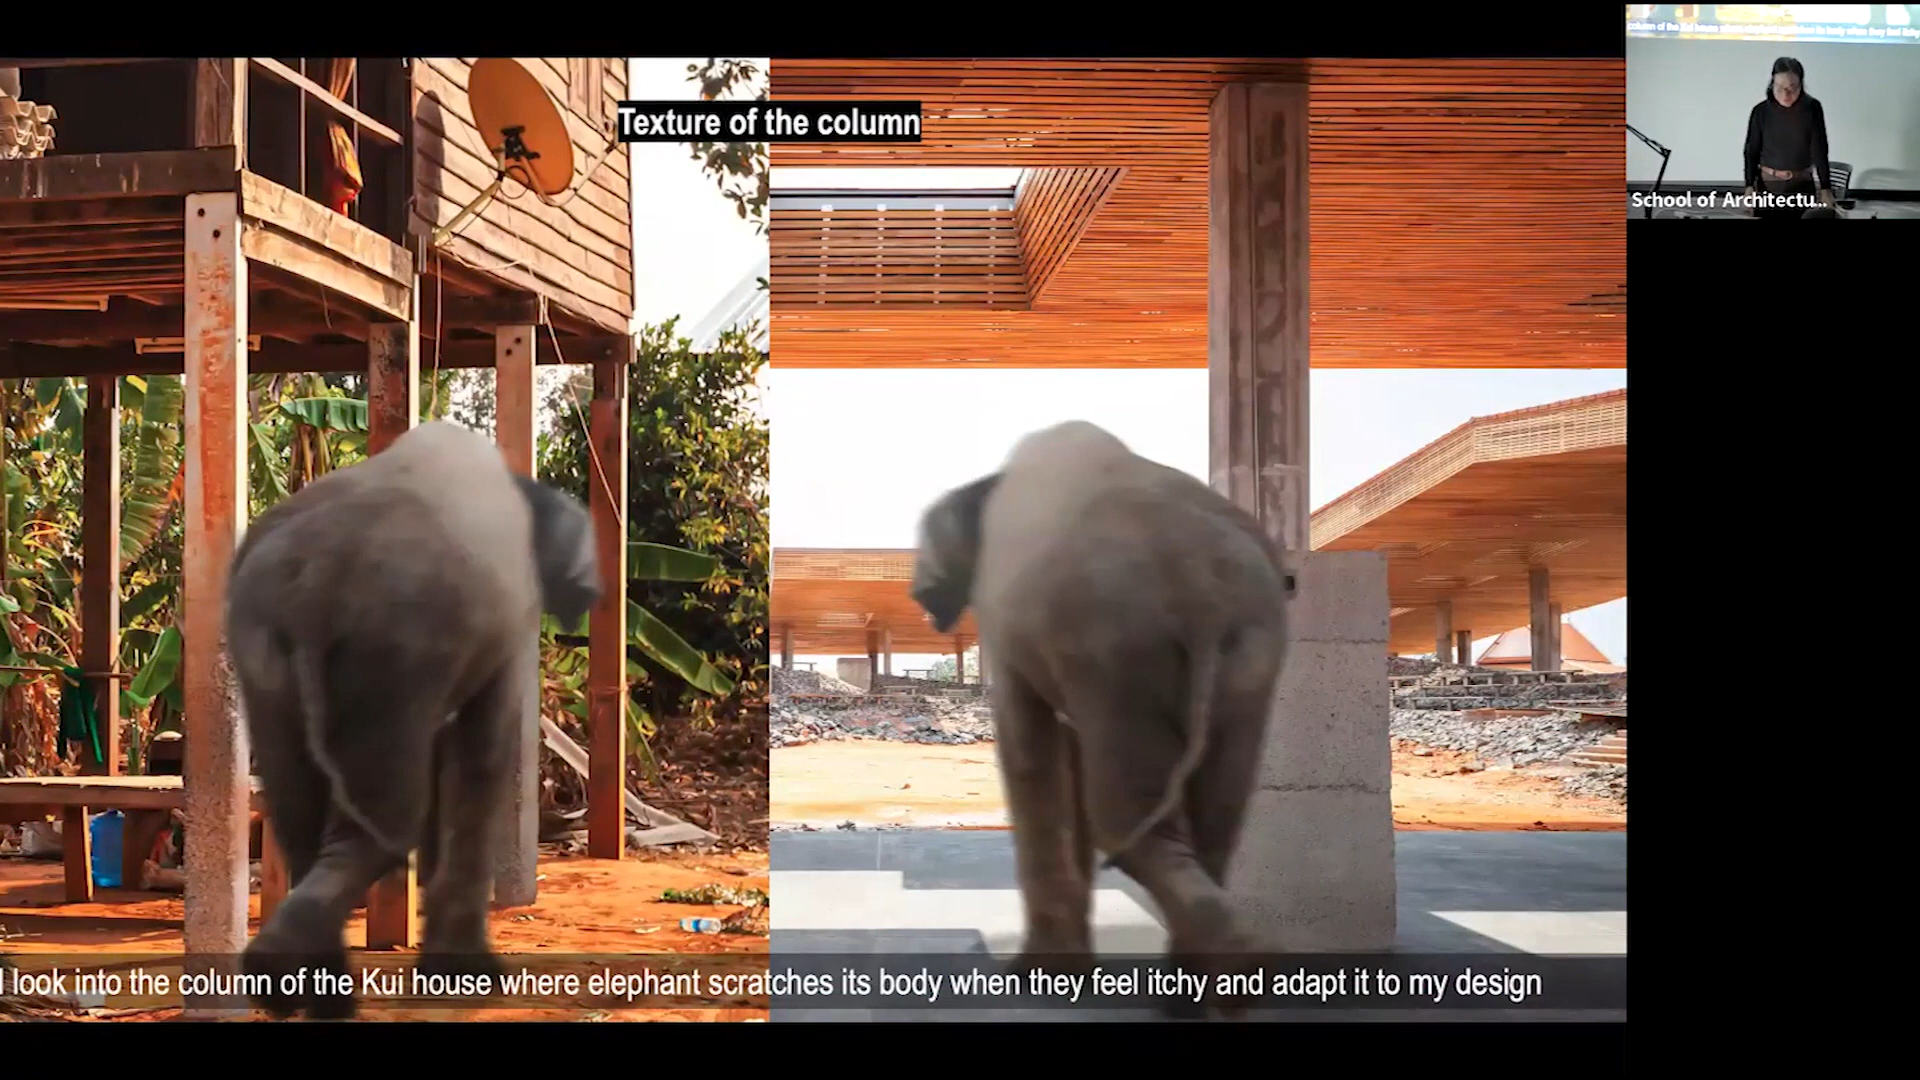 Texture of the column
School of Architectu...
look into the column of the Kui house where elephant scratches its body when they feel itchy and adapt it to my design